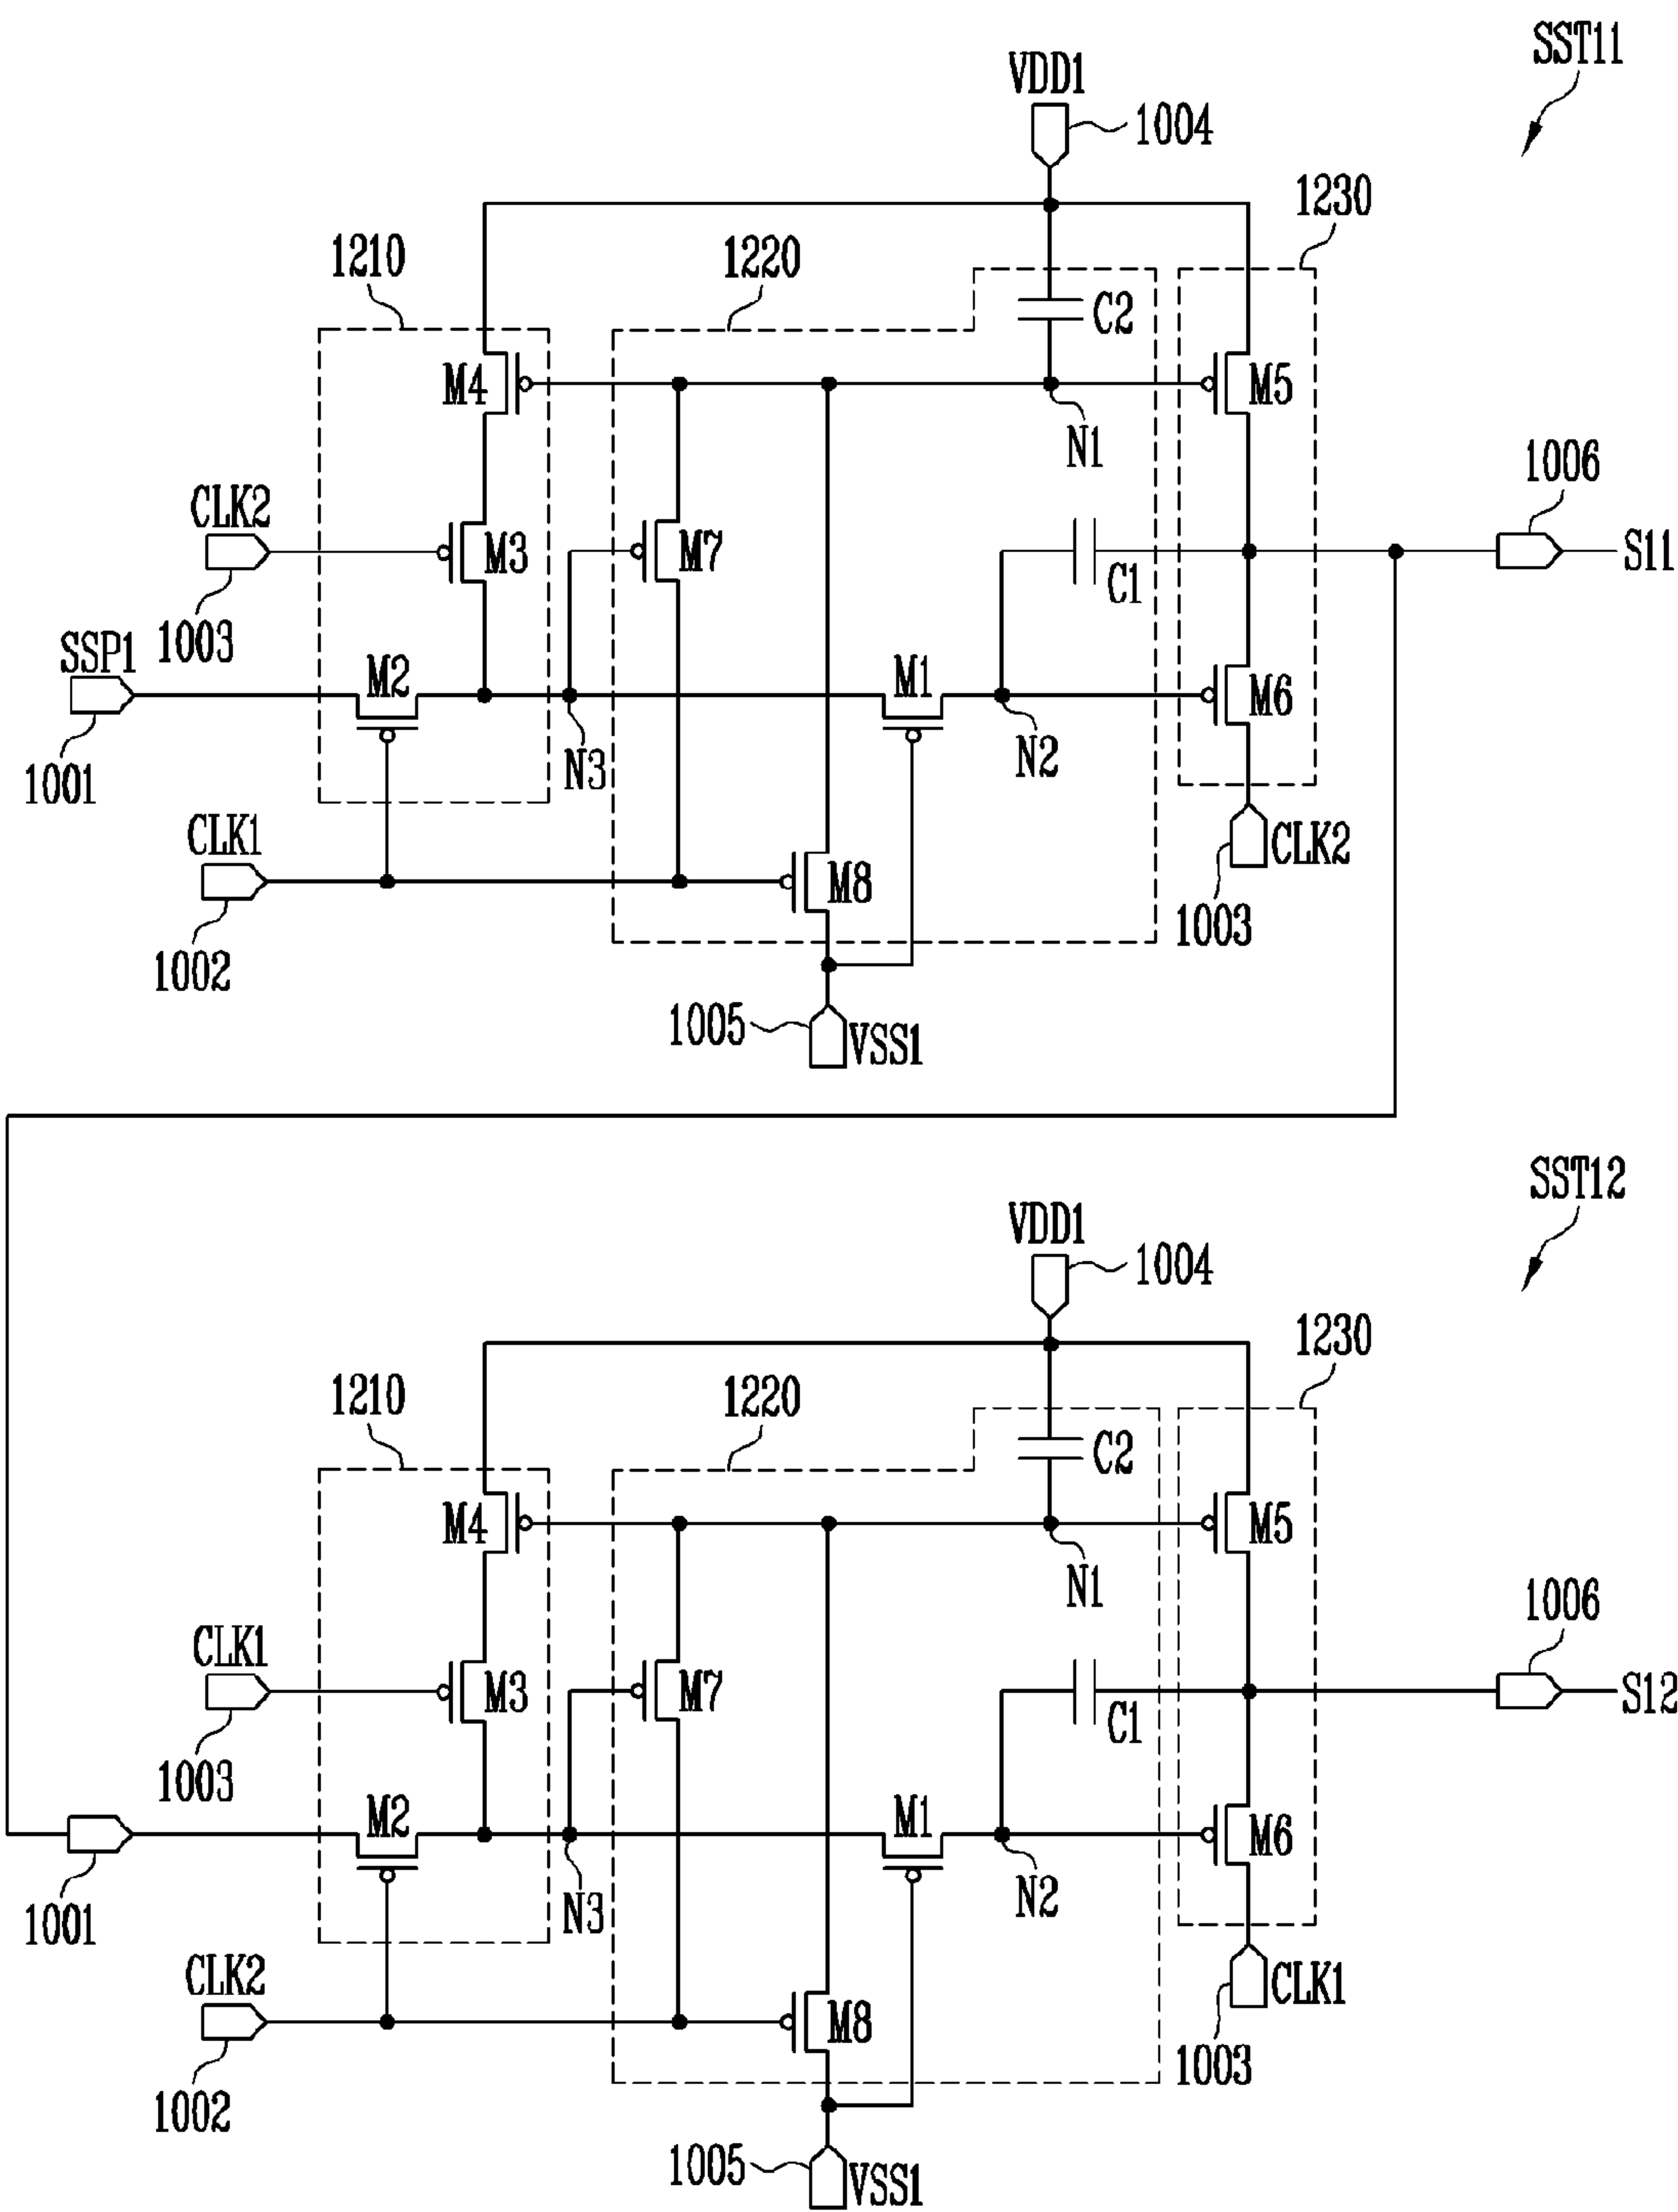 SST11
VDD1
1004
1230
1210
1220
C2
M4
M5
N1
1006
CLK2
M3
M7
C1
S11
1003
SSP1
M2
M1
M6
1001
N3
N2
CLK1
M8
CLK2
1002
1003
1005
VSS1
SST12
VDD1
1004
1230
1210
1220
C2
M4
M5
N1
1006
CLK1
M3
M7
C1
S12
1003
M2
M1
M6
1001
N3
N2
CLK2
M8
CLK1
1002
1003
1005
VSS1